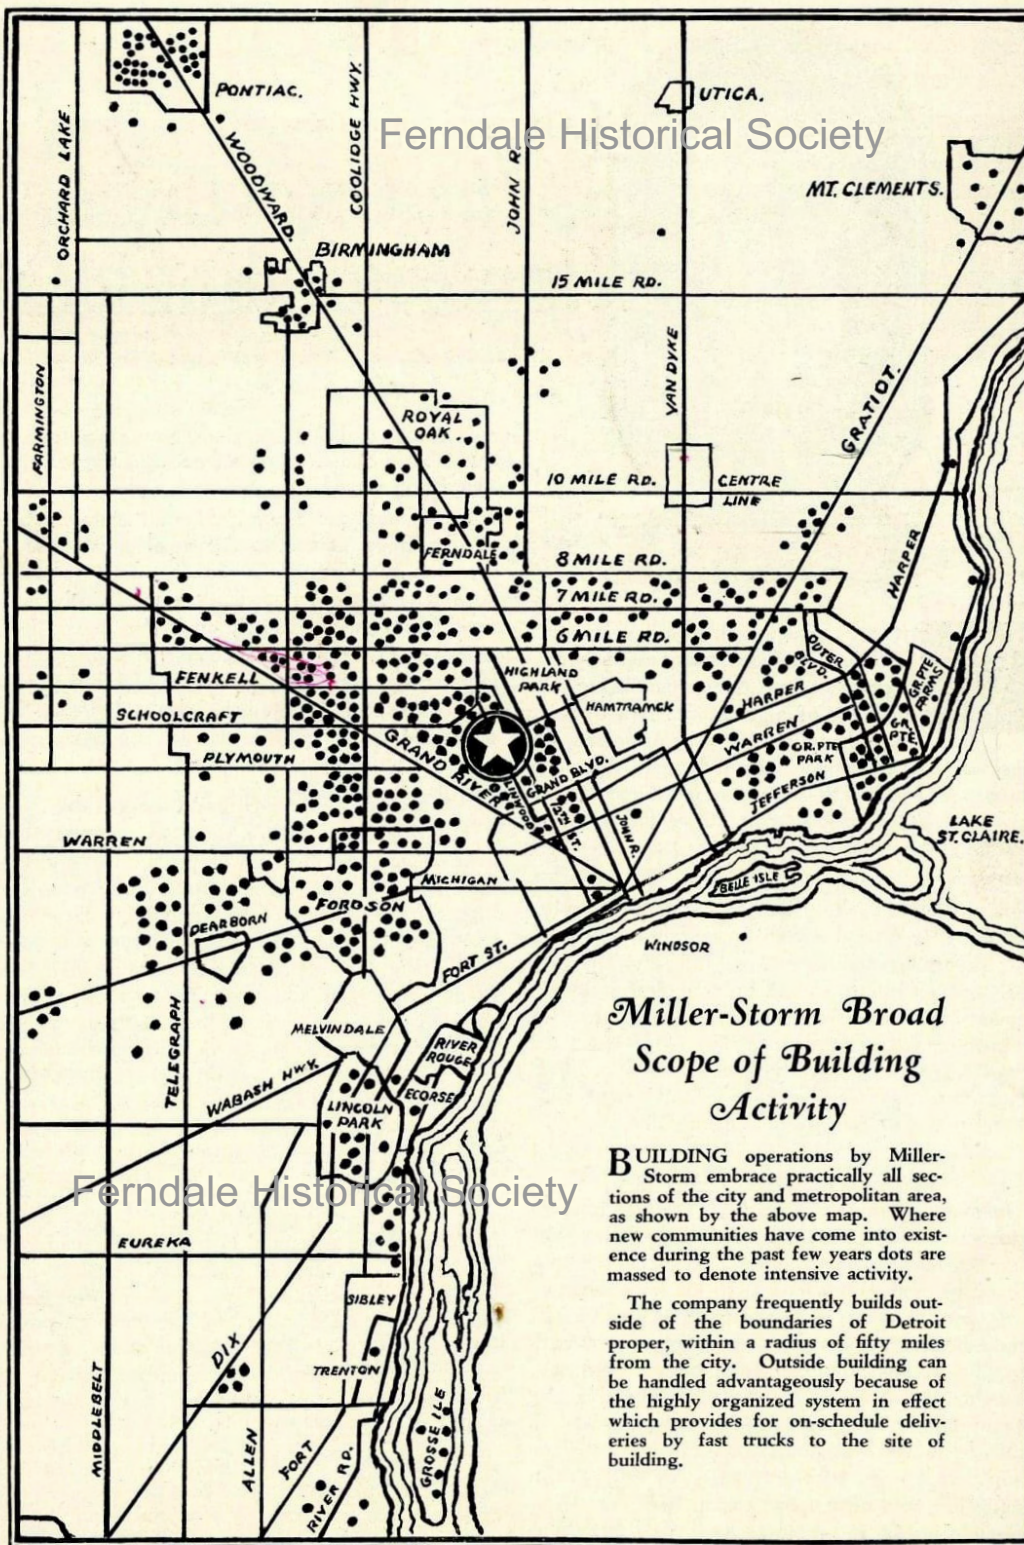 PONTIAC.
UTICA.
Ferndale Historical Society
ORCHARD LAKE
WOODWARD.
COOLIDGE HWY.
JOHN R
MT. CLEMENTS.
BIRMINGHAM
15 MILE RD.
VAN DYKE
GRATIOT.
FARMINGTON
ROYAL
OAK
10 MILE RD.
CENTRE
LINE
FERNDALE
8 MILE RD.
HARPER
7 MILE RD.
6 MILE RD.
OUTER
BLVD.
GR. PTE
FARMS
FENKELL
HIGHLAND
PARK
HAMTRAMCK
HARPER
SCHOOLCRAFT
GRAND RIVER
WARREN
GR.
PTE.
PLYMOUTH
GRAND BLVD.
GR. PTE
PARK
JEFFERSON
LINWOOD
12TH ST.
JOHN R.
LAKE
ST. CLAIRE.
WARREN
MICHIGAN
BELLE ISLE
FORDSON
DEARBORN
FORT ST.
WINDSOR
TELEGRAPH
MELVINDALE
RIVER
ROUGE
WABASH HWY.
ECORSE
LINCOLN
PARK
Miller-Storm Broad
Scope of Building
Activity
BUILDING operations by Miller-
Storm embrace practically all sec-
tions of the city and metropolitan area,
as shown by the above map. Where
new communities have come into exist-
ence during the past few years dots are
massed to denote intensive activity.
Ferndale Historical Society
EUREKA
SIBLEY
The company frequently builds out-
side of the boundaries of Detroit
proper, within a radius of fifty miles
from the city. Outside building can
be handled advantageously because of
the highly organized system in effect
which provides for on-schedule deliv-
eries by fast trucks to the site of
building.
DIX
TRENTON
MIDDLEBELT
ALLEN
FORT
RIVER RD.
GROSSE ILE